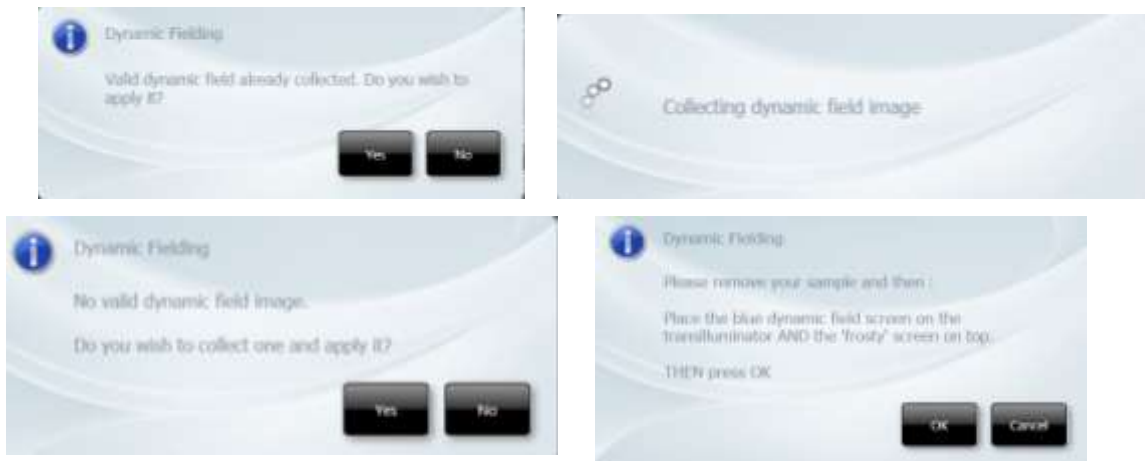 Dynamic Fielding
Valid dynamic field already collected. Do you wish to
apply it?
Yes
No
Collecting dynamic field image
Dynamic Fielding
No valid dynamic field image.
Do you wish to collect one and apply it?
Yes
No
Dynamic Fielding
Please remove your sample and then :
Place the blue dynamic field screen on the
transilluminator AND the 'frosty' screen on top.
THEN press OK
OK
Cancel